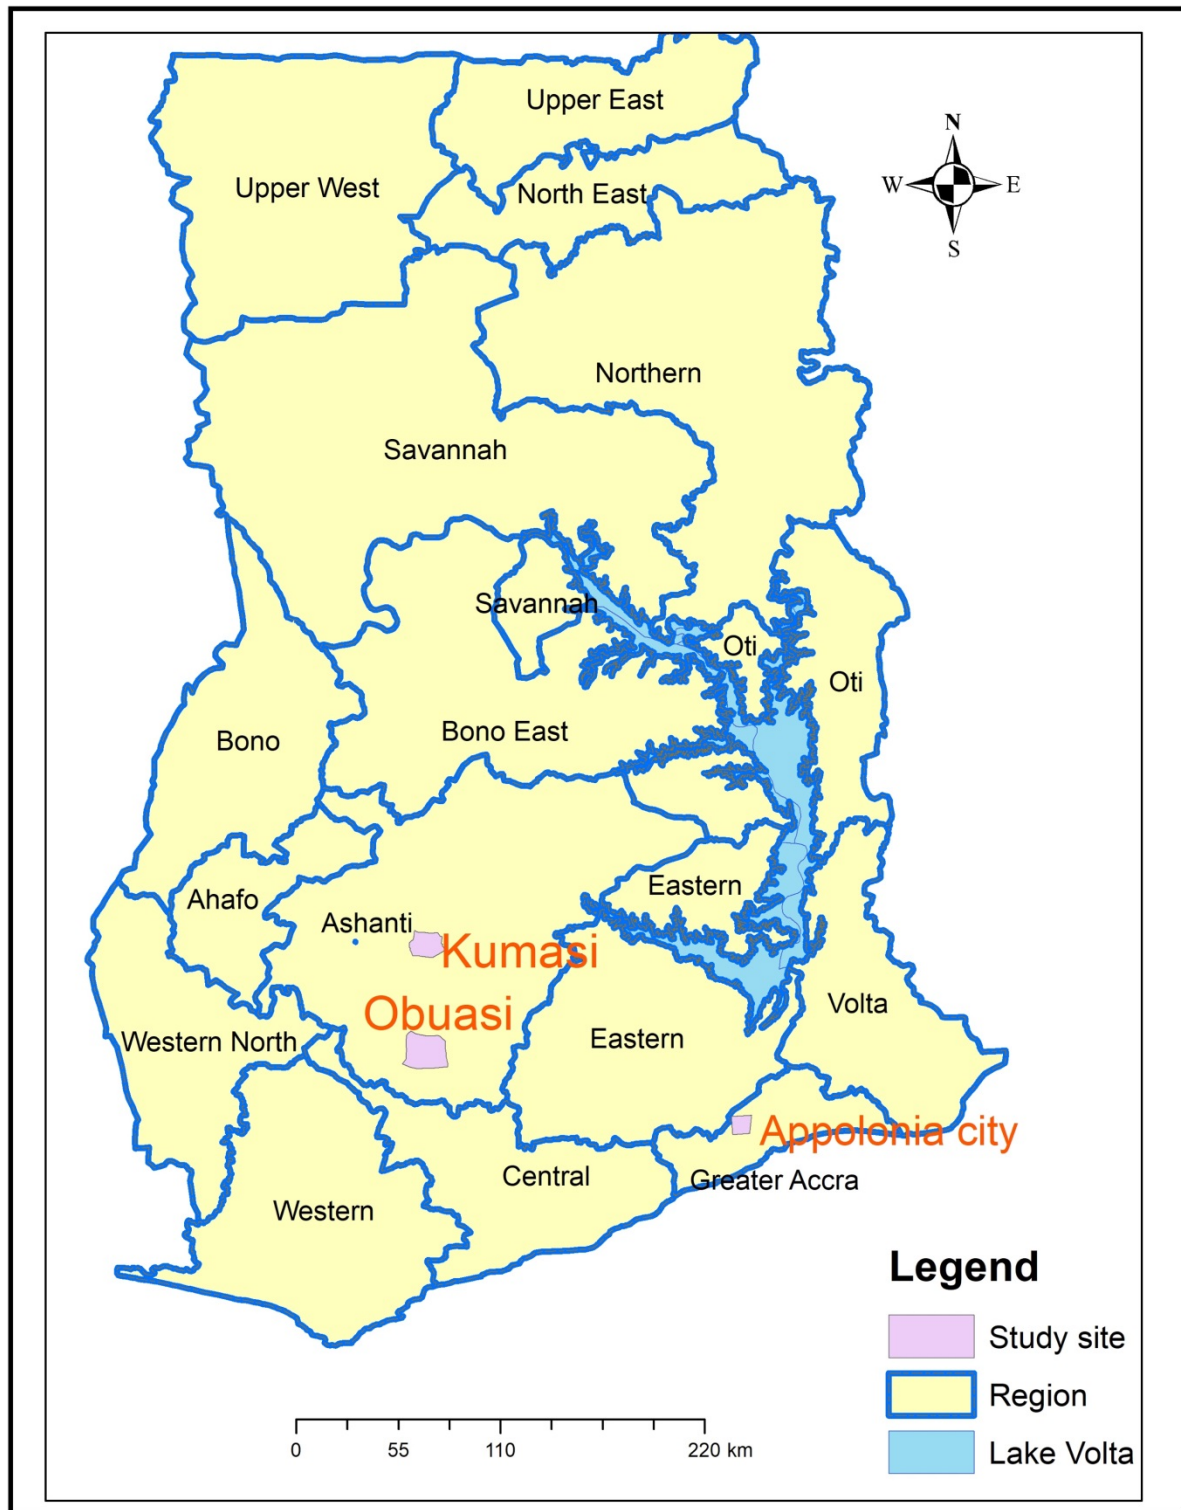 Upper East
N
Upper West
North East
W
E
S
Northern
Savannah
Savannah
Oti
Oti
Bono East
Bono
Eastern
Ahafo
Ashanti
Kumasi
Obuasi
Volta
Western North
Eastern
Appolonia city
Central
Greater Accra
Western
Legend
Study site
Region
Lake Volta
0 55 110 220 km